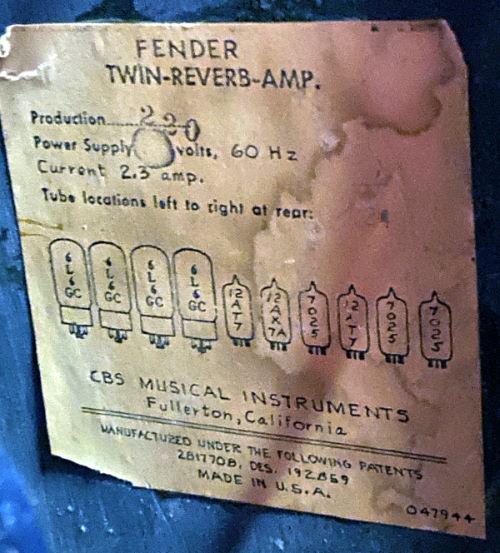 FENDER
TWIN-REVERB-AMP.
Production......220
Power Supply volts, 60 Hz
Current 2.3 amp.
Tube locations left to right at rear:
6L6GC 6L6GC 6L6GC 6L6GC 12AT7 12AX7A 7025 12AT7 7025 7025
CBS MUSICAL INSTRUMENTS
Fullerton, California
MANUFACTURED UNDER THE FOLLOWING PATENTS
2817708, DES. 192859
MADE IN U.S.A.
047944